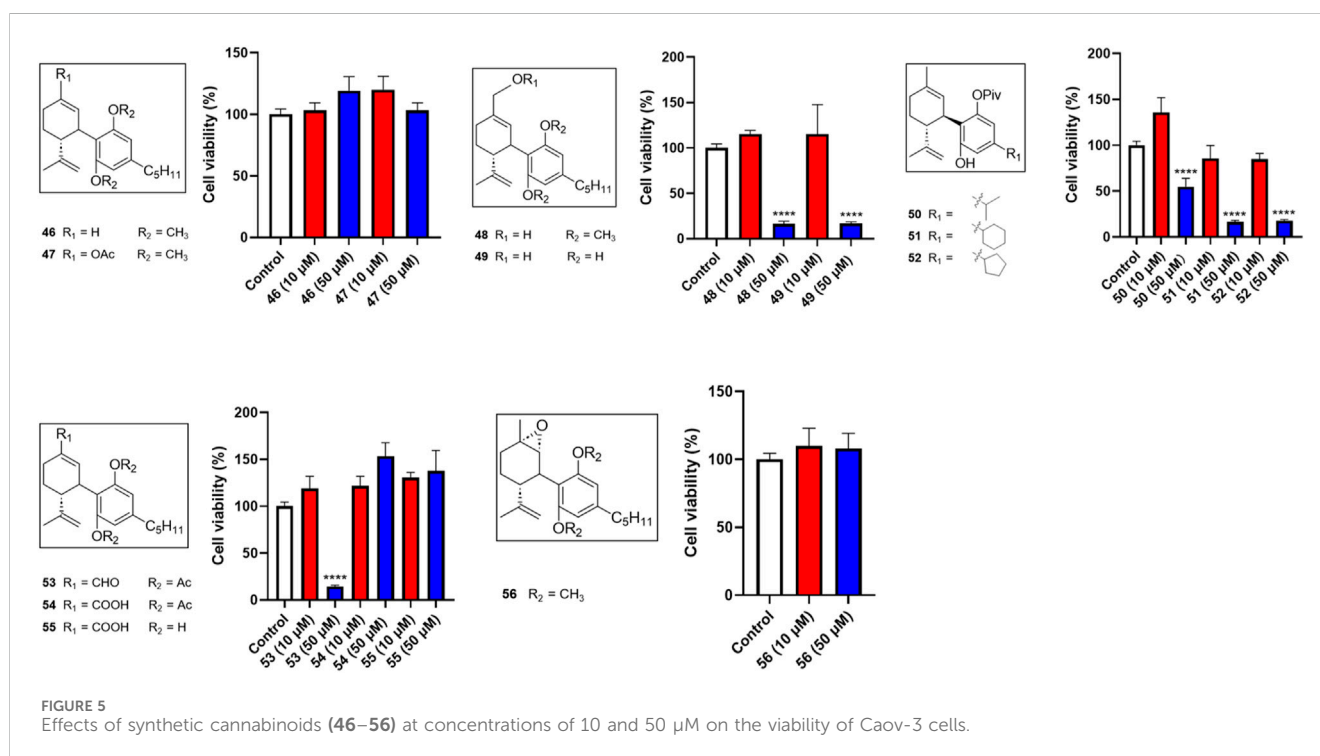 R1
OR2
OR2
C5H11
46 R1 = H R2 = CH3
47 R1 = OAc R2 = CH3
Cell viability (%)
150
100
50
0
Control
46 (10 µM)
46 (50 µM)
47 (10 µM)
47 (50 µM)
OR1
OR2
OR2
C5H11
48 R1 = H R2 = CH3
49 R1 = H R2 = H
Cell viability (%)
200
150
100
50
0
****
****
Control
48 (10 µM)
48 (50 µM)
49 (10 µM)
49 (50 µM)
OPiv
OH
R1
50 R1 =
51 R1 =
52 R1 =
Cell viability (%)
200
150
100
50
0
****
****
****
Control
50 (10 µM)
50 (50 µM)
51 (10 µM)
51 (50 µM)
52 (10 µM)
52 (50 µM)
R1
OR2
OR2
C5H11
53 R1 = CHO R2 = Ac
54 R1 = COOH R2 = Ac
55 R1 = COOH R2 = H
Cell viability (%)
200
150
100
50
0
****
Control
53 (10 µM)
53 (50 µM)
54 (10 µM)
54 (50 µM)
55 (10 µM)
55 (50 µM)
O
OR2
OR2
C5H11
56 R2 = CH3
Cell viability (%)
150
100
50
0
Control
56 (10 µM)
56 (50 µM)
FIGURE 5
Effects of synthetic cannabinoids (46–56) at concentrations of 10 and 50 µM on the viability of Caov-3 cells.